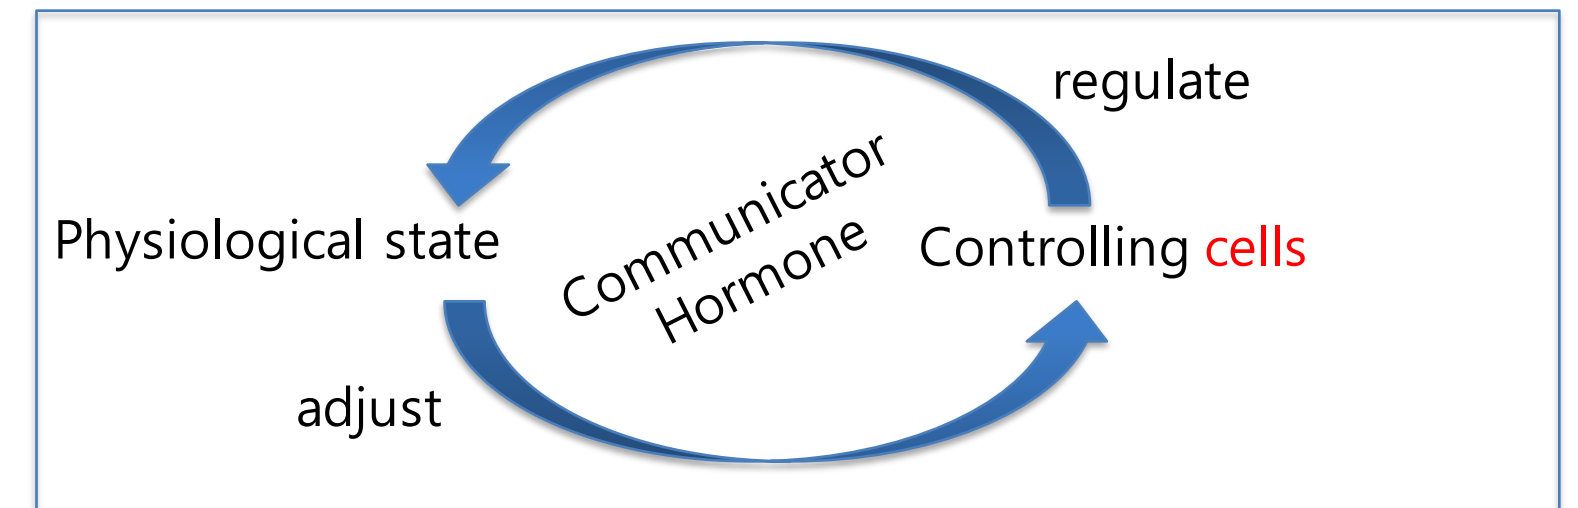 regulate
Communicator
Hormone
Physiological state
Controlling cells
adjust